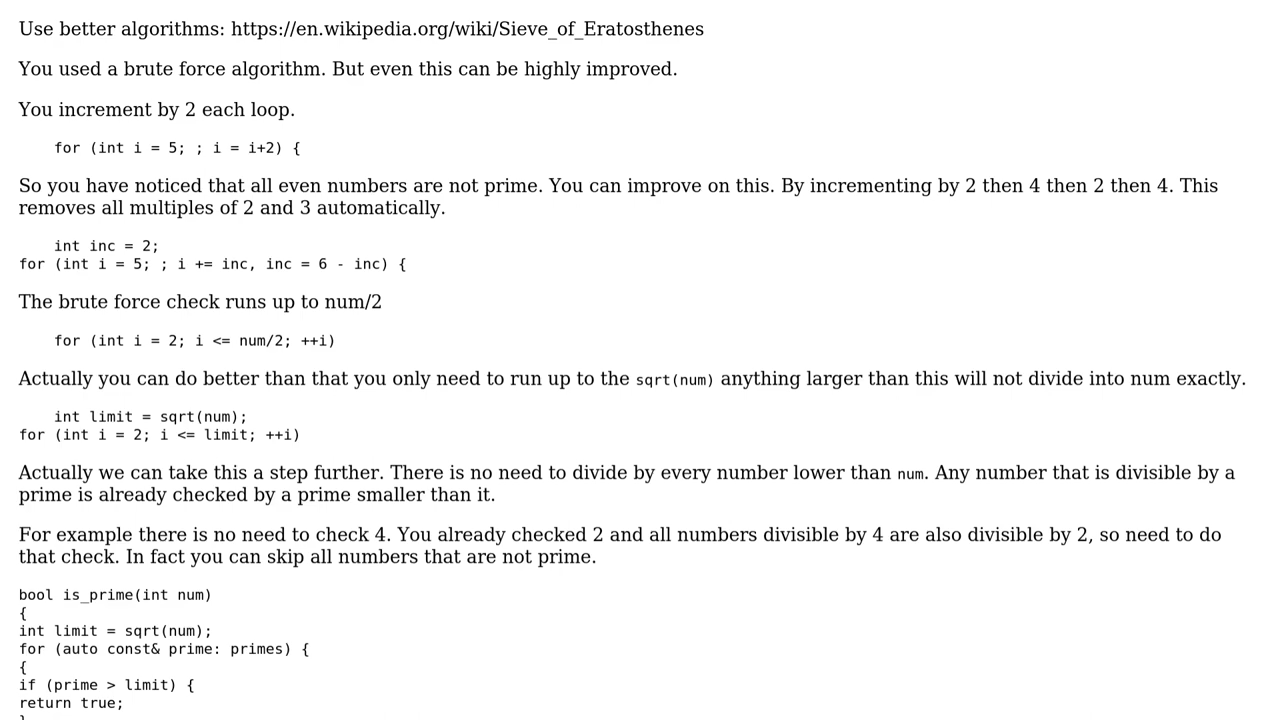 Use better algorithms: https://en.wikipedia.org/wiki/Sieve_of_Eratosthenes
You used a brute force algorithm. But even this can be highly improved.
You increment by 2 each loop.
for (int i = 5; ; i = i+2) {
So you have noticed that all even numbers are not prime. You can improve on this. By incrementing by 2 then 4 then 2 then 4. This
removes all multiples of 2 and 3 automatically.
int inc = 2;
for (int i = 5; ; i += inc, inc = 6 - inc) {
The brute force check runs up to num/2
for (int i = 2; i <= num/2; ++i)
Actually you can do better than that you only need to run up to the sqrt(num) anything larger than this will not divide into num exactly.
int limit = sqrt(num);
for (int i = 2; i <= limit; ++i)
Actually we can take this a step further. There is no need to divide by every number lower than num. Any number that is divisible by a
prime is already checked by a prime smaller than it.
For example there is no need to check 4. You already checked 2 and all numbers divisible by 4 are also divisible by 2, so need to do
that check. In fact you can skip all numbers that are not prime.
bool is_prime(int num)
{
int limit = sqrt(num);
for (auto const& prime: primes) {
{
if (prime > limit) {
return true;
}